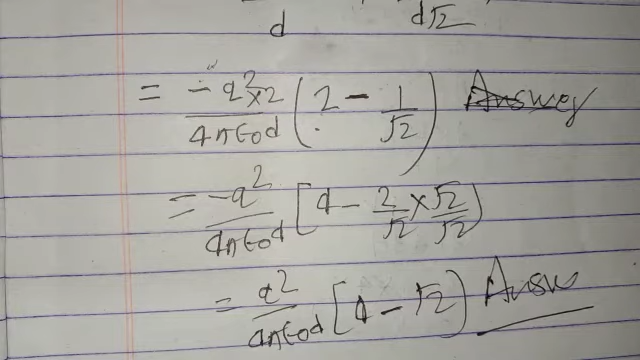 d d√2
= -q²×2/4πε0d (2 - 1/√2) Answer
= -q²/4πε0d [4 - 2/√2 × √2/√2)
= q²/4πε0d [4 - √2) Answ